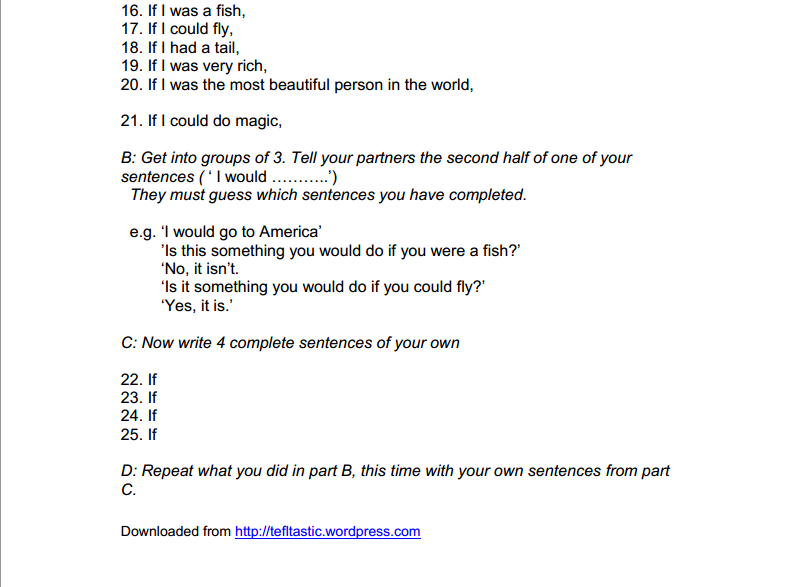 16. If I was a fish,
17. If I could fly,
18. If I had a tail,
19. If I was very rich,
20. If I was the most beautiful person in the world,
21. If I could do magic,
B: Get into groups of 3. Tell your partners the second half of one of your
sentences ( ‘ I would ………..’)
They must guess which sentences you have completed.
e.g. ‘I would go to America’
’Is this something you would do if you were a fish?’
‘No, it isn’t.
‘Is it something you would do if you could fly?’
‘Yes, it is.’
C: Now write 4 complete sentences of your own
22. If
23. If
24. If
25. If
D: Repeat what you did in part B, this time with your own sentences from part
C.
Downloaded from http://tefltastic.wordpress.com